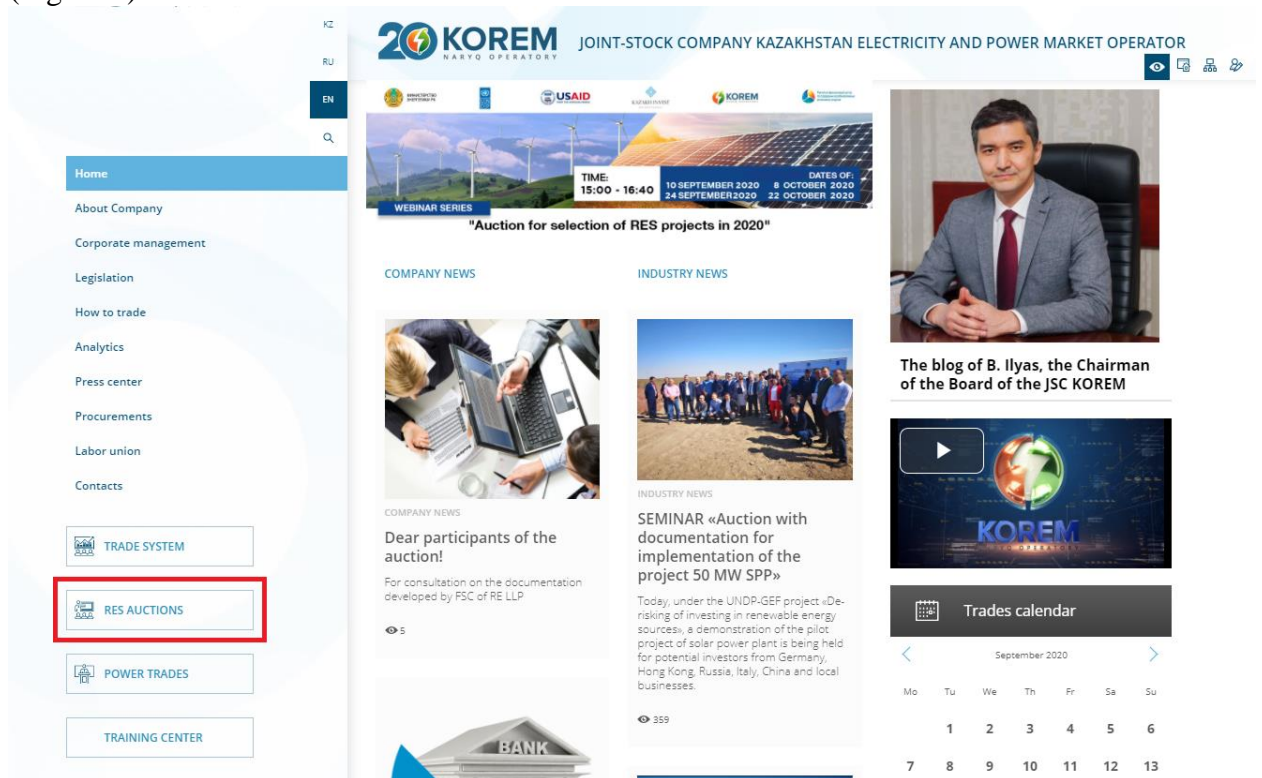 KZ
RU
EN
20 KOREM
NARYQ OPERATORY
JOINT-STOCK COMPANY KAZAKHSTAN ELECTRICITY AND POWER MARKET OPERATOR
Home
About Company
Corporate management
Legislation
How to trade
Analytics
Press center
Procurements
Labor union
Contacts
TRADE SYSTEM
RES AUCTIONS
POWER TRADES
TRAINING CENTER
USAID
KAZAKH INVEST
KOREM
TIME:
15:00 - 16:40
DATES OF:
10 SEPTEMBER 2020 8 OCTOBER 2020
24 SEPTEMBER2020 22 OCTOBER 2020
WEBINAR SERIES
"Auction for selection of RES projects in 2020"
COMPANY NEWS
COMPANY NEWS
Dear participants of the
auction!
For consultation on the documentation
developed by FSC of RE LLP
5
BANK
INDUSTRY NEWS
INDUSTRY NEWS
SEMINAR «Auction with
documentation for
implementation of the
project 50 MW SPP»
Today, under the UNDP-GEF project «De-
risking of investing in renewable energy
sources», a demonstration of the pilot
project of solar power plant is being held
for potential investors from Germany,
Hong Kong, Russia, Italy, China and local
businesses.
359
The blog of B. Ilyas, the Chairman
of the Board of the JSC KOREM
KOREM
Trades calendar
September 2020
Mo Tu We Th Fr Sa Su
1 2 3 4 5 6
7 8 9 10 11 12 13